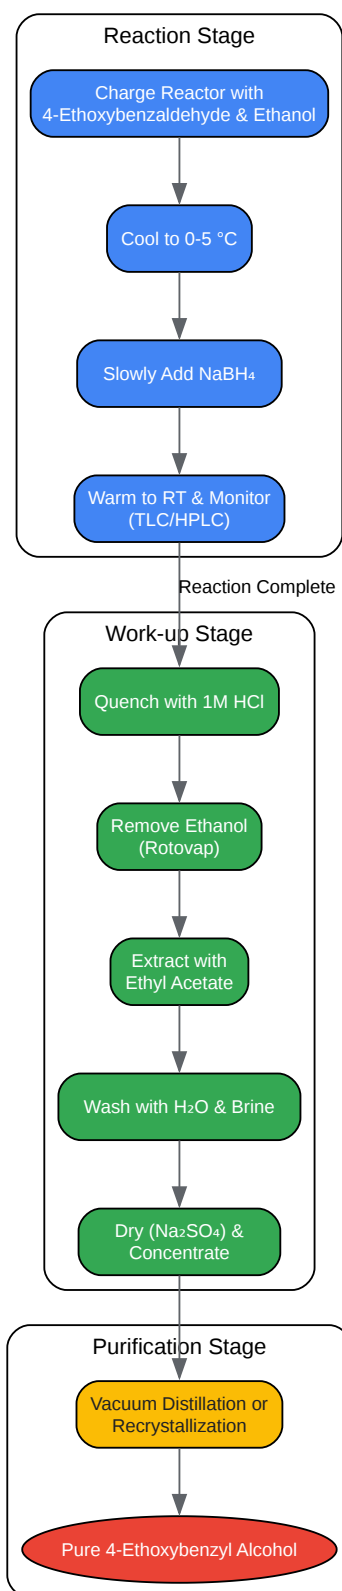 Reaction Stage
Charge Reactor with
4-Ethoxybenzaldehyde & Ethanol
Cool to 0-5 °C
Slowly Add NaBH₄
Warm to RT & Monitor
(TLC/HPLC)
Reaction Complete
Work-up Stage
Quench with 1M HCl
Remove Ethanol
(Rotovap)
Extract with
Ethyl Acetate
Wash with H₂O & Brine
Dry (Na₂SO₄) &
Concentrate
Purification Stage
Vacuum Distillation or
Recrystallization
Pure 4-Ethoxybenzyl Alcohol